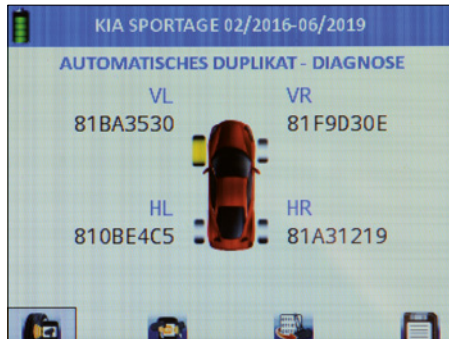 KIA SPORTAGE 02/2016-06/2019
AUTOMATISCHES DUPLIKAT - DIAGNOSE
VL VR
81BA3530 81F9D30E
HL HR
810BE4C5 81A31219